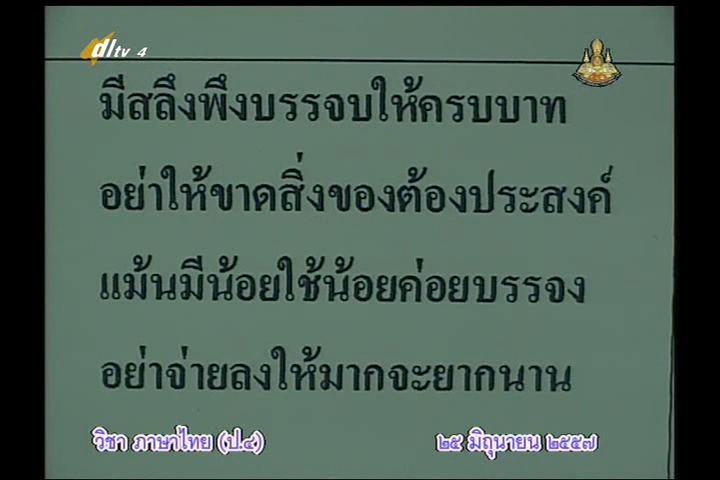 dltv 4
มีสลึงพึงบรรจบให้ครบบาท
อย่าให้ขาดสิ่งของต้องประสงค์
แม้นมีน้อยใช้น้อยค่อยบรรจง
อย่าจ่ายลงให้มากจะยากนาน
วิชา ภาษาไทย (ป.๔)
๒๕ มิถุนายน ๒๕๕๗